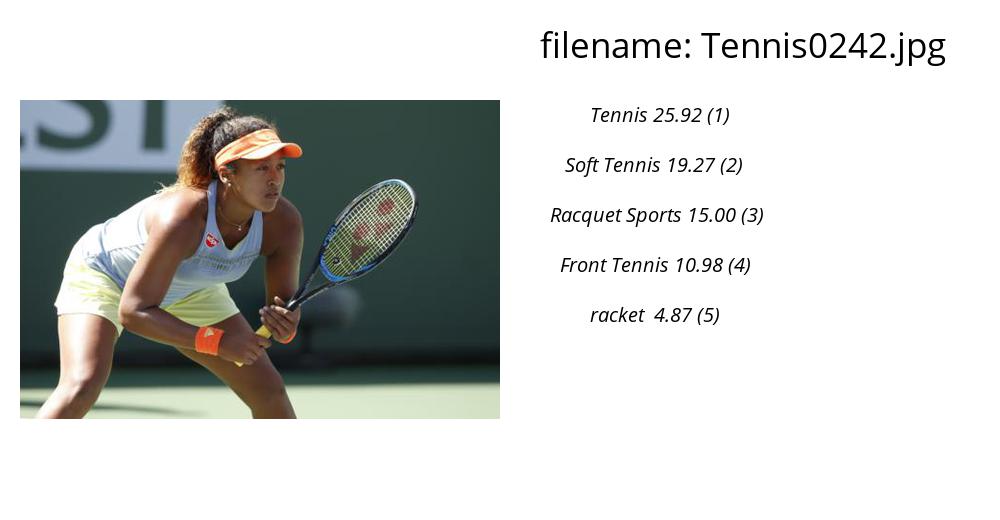 filename: Tennis0242.jpg
Tennis 25.92 (1)
Soft Tennis 19.27 (2)
Racquet Sports 15.00 (3)
Front Tennis 10.98 (4)
racket 4.87 (5)